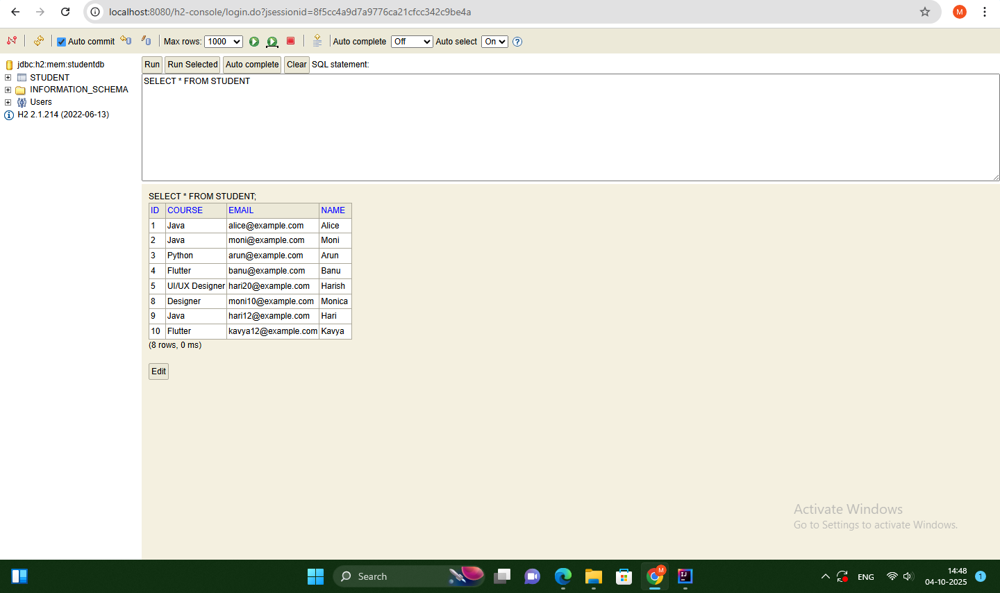 localhost:8080/h2-console/login.do?jsessionid=8f5cc4a9d7a9776ca21cfcc342c9be4a
M
Auto commit Max rows: 1000 Auto complete Off Auto select On ?
jdbc:h2:mem:studentdb
STUDENT
INFORMATION_SCHEMA
Users
H2 2.1.214 (2022-06-13)
Run Run Selected Auto complete Clear SQL statement:
SELECT * FROM STUDENT
SELECT * FROM STUDENT;
ID COURSE EMAIL NAME
1 Java alice@example.com Alice
2 Java moni@example.com Moni
3 Python arun@example.com Arun
4 Flutter banu@example.com Banu
5 UI/UX Designer hari20@example.com Harish
8 Designer moni10@example.com Monica
9 Java hari12@example.com Hari
10 Flutter kavya12@example.com Kavya
(8 rows, 0 ms)
Edit
Activate Windows
Go to Settings to activate Windows.
Search M IJ ENG 14:48 1
04-10-2025